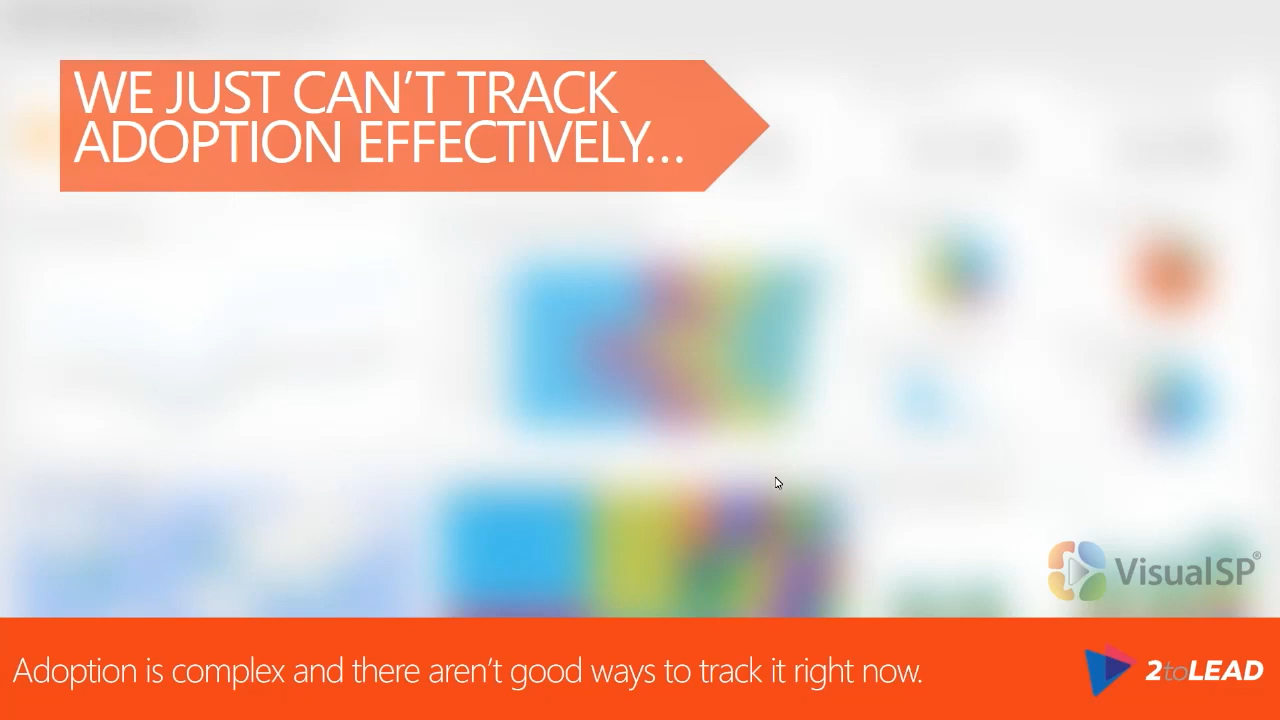 WE JUST CAN’T TRACK
ADOPTION EFFECTIVELY...
VisualSP®
Adoption is complex and there aren’t good ways to track it right now.
2toLEAD